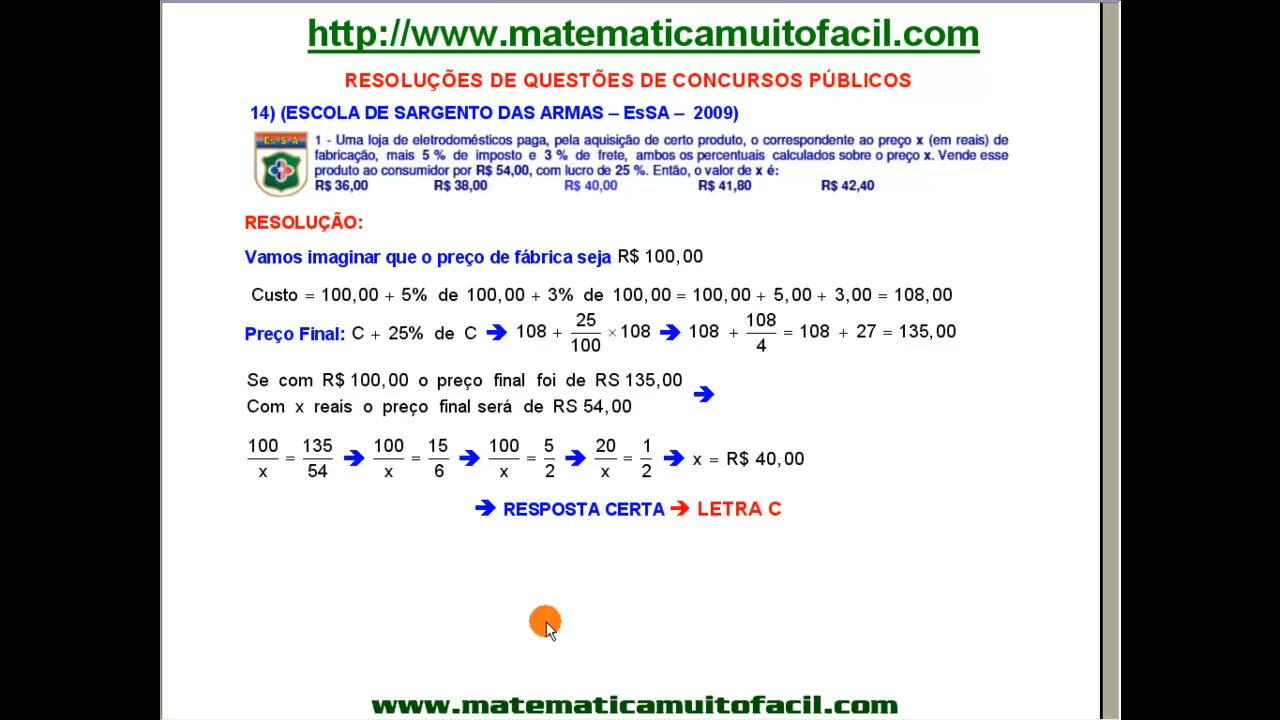 http://www.matematicamuitofacil.com
RESOLUÇÕES DE QUESTÕES DE CONCURSOS PÚBLICOS
14) (ESCOLA DE SARGENTO DAS ARMAS – EsSA – 2009)
Es S A
1 - Uma loja de eletrodomésticos paga, pela aquisição de certo produto, o correspondente ao preço x (em reais) de
fabricação, mais 5 % de imposto e 3 % de frete, ambos os percentuais calculados sobre o preço x. Vende esse
produto ao consumidor por R$ 54,00, com lucro de 25 %. Então, o valor de x é:
R$ 36,00 R$ 38,00 R$ 40,00 R$ 41,80 R$ 42,40
RESOLUÇÃO:
Vamos imaginar que o preço de fábrica seja R$ 100,00
Custo = 100,00 + 5% de 100,00 + 3% de 100,00 = 100,00 + 5,00 + 3,00 = 108,00
Preço Final: C + 25% de C ➔ 108 + 25/100 × 108 ➔ 108 + 108/4 = 108 + 27 = 135,00
Se com R$ 100,00 o preço final foi de RS 135,00 ➔
Com x reais o preço final será de RS 54,00
100/x = 135/54 ➔ 100/x = 15/6 ➔ 100/x = 5/2 ➔ 20/x = 1/2 ➔ x = R$ 40,00
➔ RESPOSTA CERTA ➔ LETRA C
www.matematicamuitofacil.com